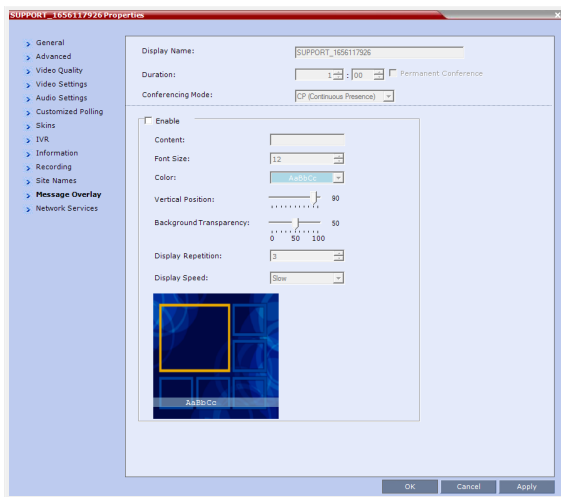 SUPPORT_1656117926 Properties
General
Advanced
Video Quality
Video Settings
Audio Settings
Customized Polling
Skins
IVR
Information
Recording
Site Names
Message Overlay
Network Services
Display Name: SUPPORT_1656117926
Duration: 1 : 00 Permanent Conference
Conferencing Mode: CP (Continuous Presence)
Enable
Content:
Font Size: 12
Color: AaBbCc
Vertical Position: 90
Background Transparency: 50
0 50 100
Display Repetition: 3
Display Speed: Slow
AaBbCc
OK Cancel Apply